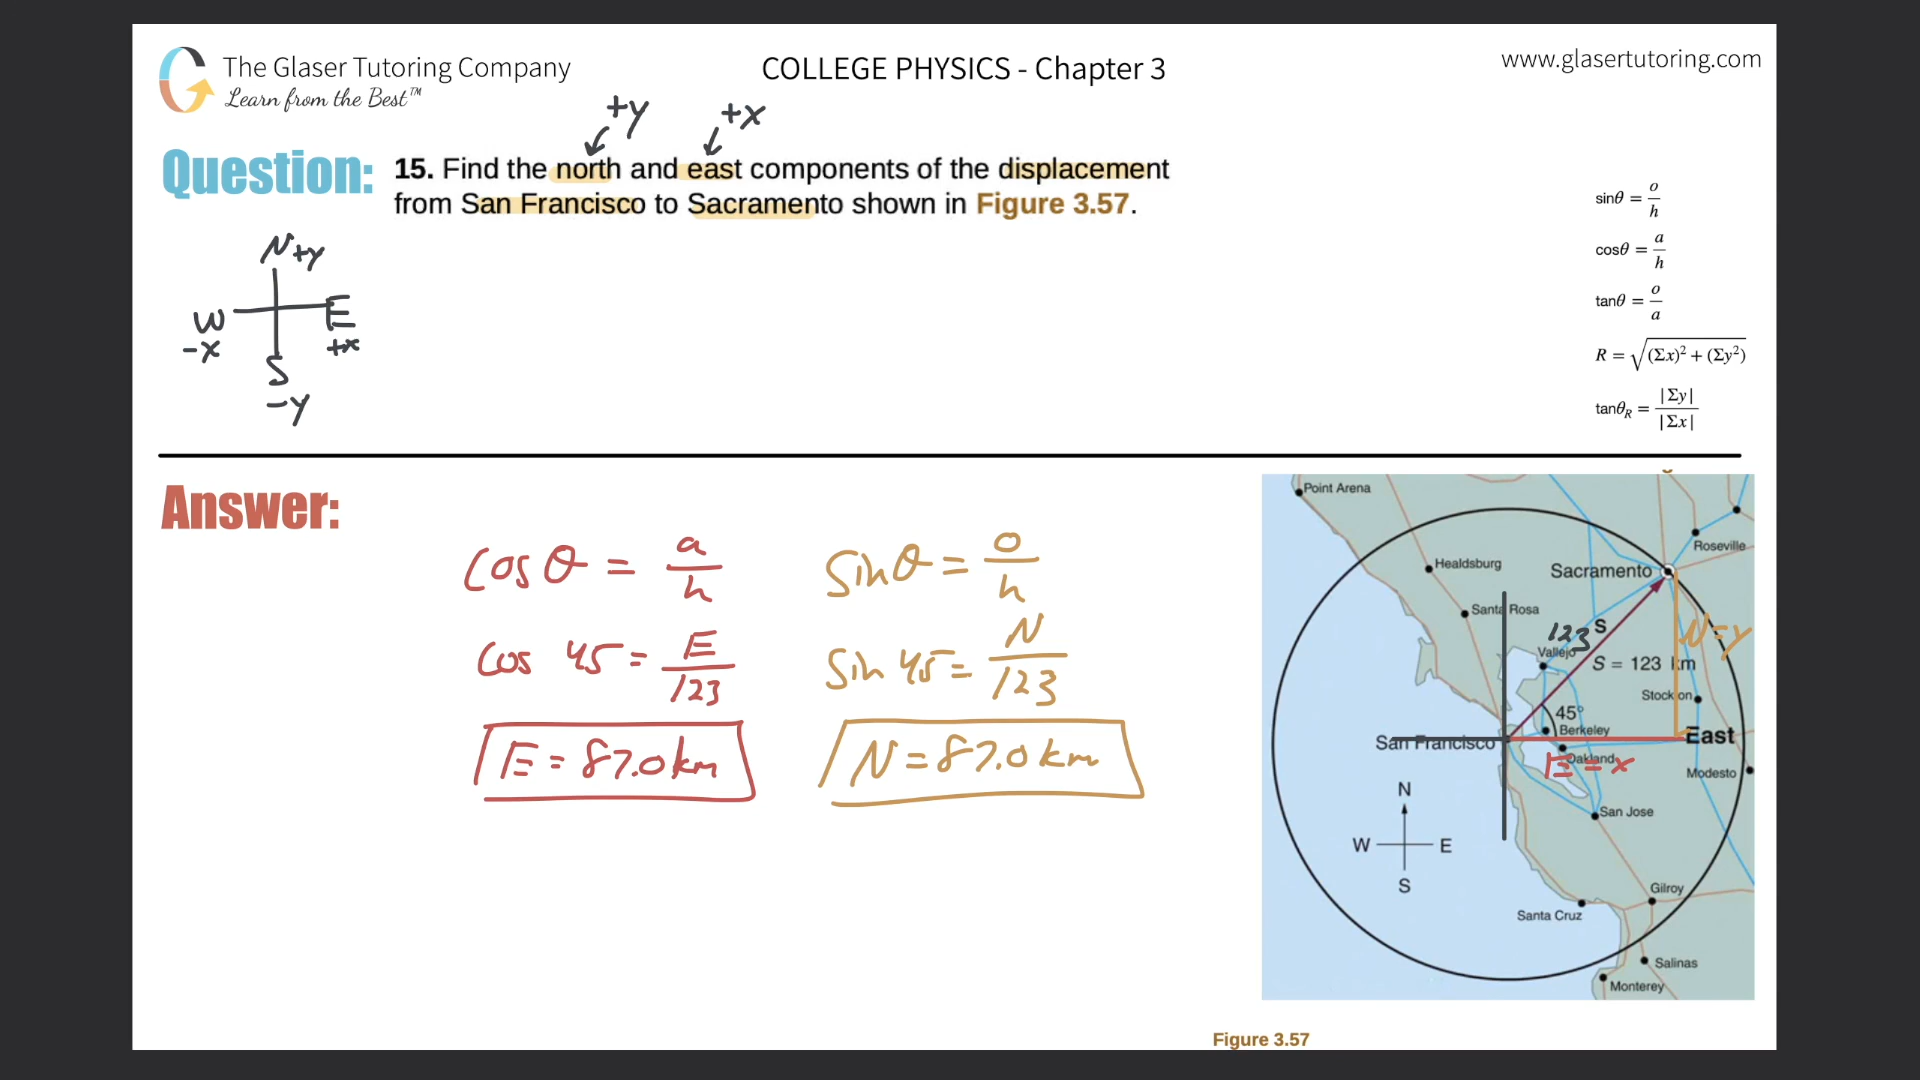 The Glaser Tutoring Company
Learn from the Best™
COLLEGE PHYSICS - Chapter 3
www.glasertutoring.com
+y
+x
Question:
15. Find the north and east components of the displacement
from San Francisco to Sacramento shown in Figure 3.57.
N +y
W
E
-x
+x
S
-y
sinθ = o/h
cosθ = a/h
tanθ = o/a
R = √(Σx)² + (Σy²)
tanθ_R = |Σy|/|Σx|
Answer:
cos θ = a/h
cos 45 = E/123
E = 87.0 km
sin θ = o/h
sin 45 = N/123
N = 87.0 km
Point Arena
Roseville
Healdsburg
Sacramento
Santa Rosa
123
S
N=y
Vallejo
S = 123 km
Stockton
45°
Berkeley
San Francisco
East
Oakland
E = x
Modesto
N
San Jose
W
E
S
Gilroy
Santa Cruz
Salinas
Monterey
Figure 3.57